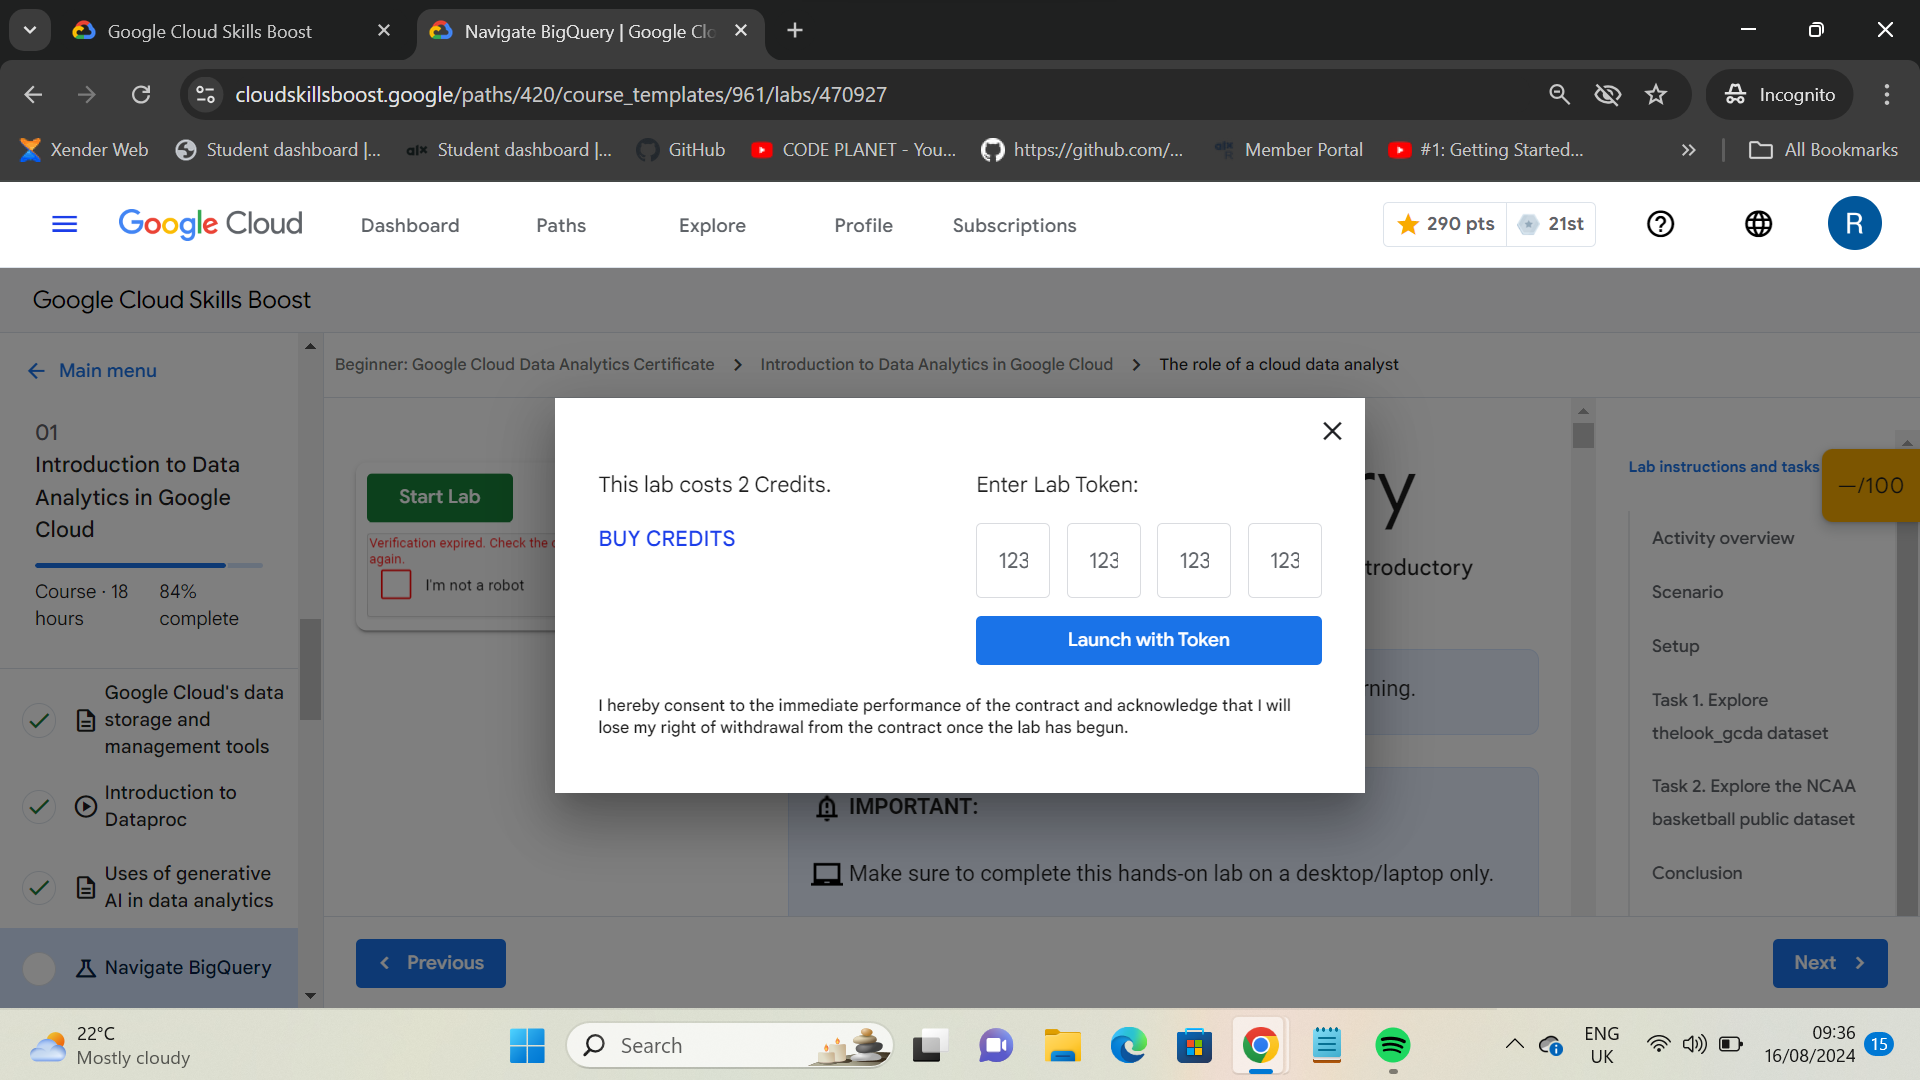 Google Cloud Skills Boost
Navigate BigQuery | Google Clo
cloudskillsboost.google/paths/420/course_templates/961/labs/470927
Incognito
Xender Web
Student dashboard |...
Student dashboard |...
GitHub
CODE PLANET - You...
https://github.com/...
Member Portal
#1: Getting Started...
All Bookmarks
Google Cloud
Dashboard
Paths
Explore
Profile
Subscriptions
290 pts
21st
R
Google Cloud Skills Boost
Main menu
Beginner: Google Cloud Data Analytics Certificate
Introduction to Data Analytics in Google Cloud
The role of a cloud data analyst
01
Introduction to Data
Analytics in Google
Cloud
Course · 18
hours
84%
complete
Google Cloud's data
storage and
management tools
Introduction to
Dataproc
Uses of generative
AI in data analytics
Navigate BigQuery
Start Lab
Verification expired. Check the
again.
I'm not a robot
This lab costs 2 Credits.
BUY CREDITS
Enter Lab Token:
123
123
123
123
Launch with Token
I hereby consent to the immediate performance of the contract and acknowledge that I will
lose my right of withdrawal from the contract once the lab has begun.
ry
troductory
rning.
IMPORTANT:
Make sure to complete this hands-on lab on a desktop/laptop only.
Lab instructions and tasks
—/100
Activity overview
Scenario
Setup
Task 1. Explore
thelook_gcda dataset
Task 2. Explore the NCAA
basketball public dataset
Conclusion
Previous
Next
22°C
Mostly cloudy
Search
ENG
UK
09:36
16/08/2024
15